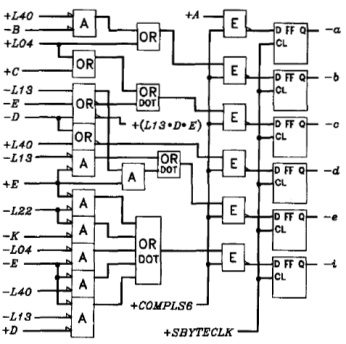 +L40
-B
+L04
+C
-L13
-E
-D
+L40
-L13
+E
-L22
-K
-L04
-E
-L40
-L13
+D
A
OR
OR
OR
OR
OR
DOT
+(L13•D•E)
A
A
OR
DOT
A
A
A
A
A
OR
DOT
+A
E
E
E
E
E
E
+COMPLS6
+SBYTECLK
D FF Q
CL
-a
D FF Q
CL
-b
D FF Q
CL
-c
D FF Q
CL
-d
D FF Q
CL
-e
D FF Q
CL
-i